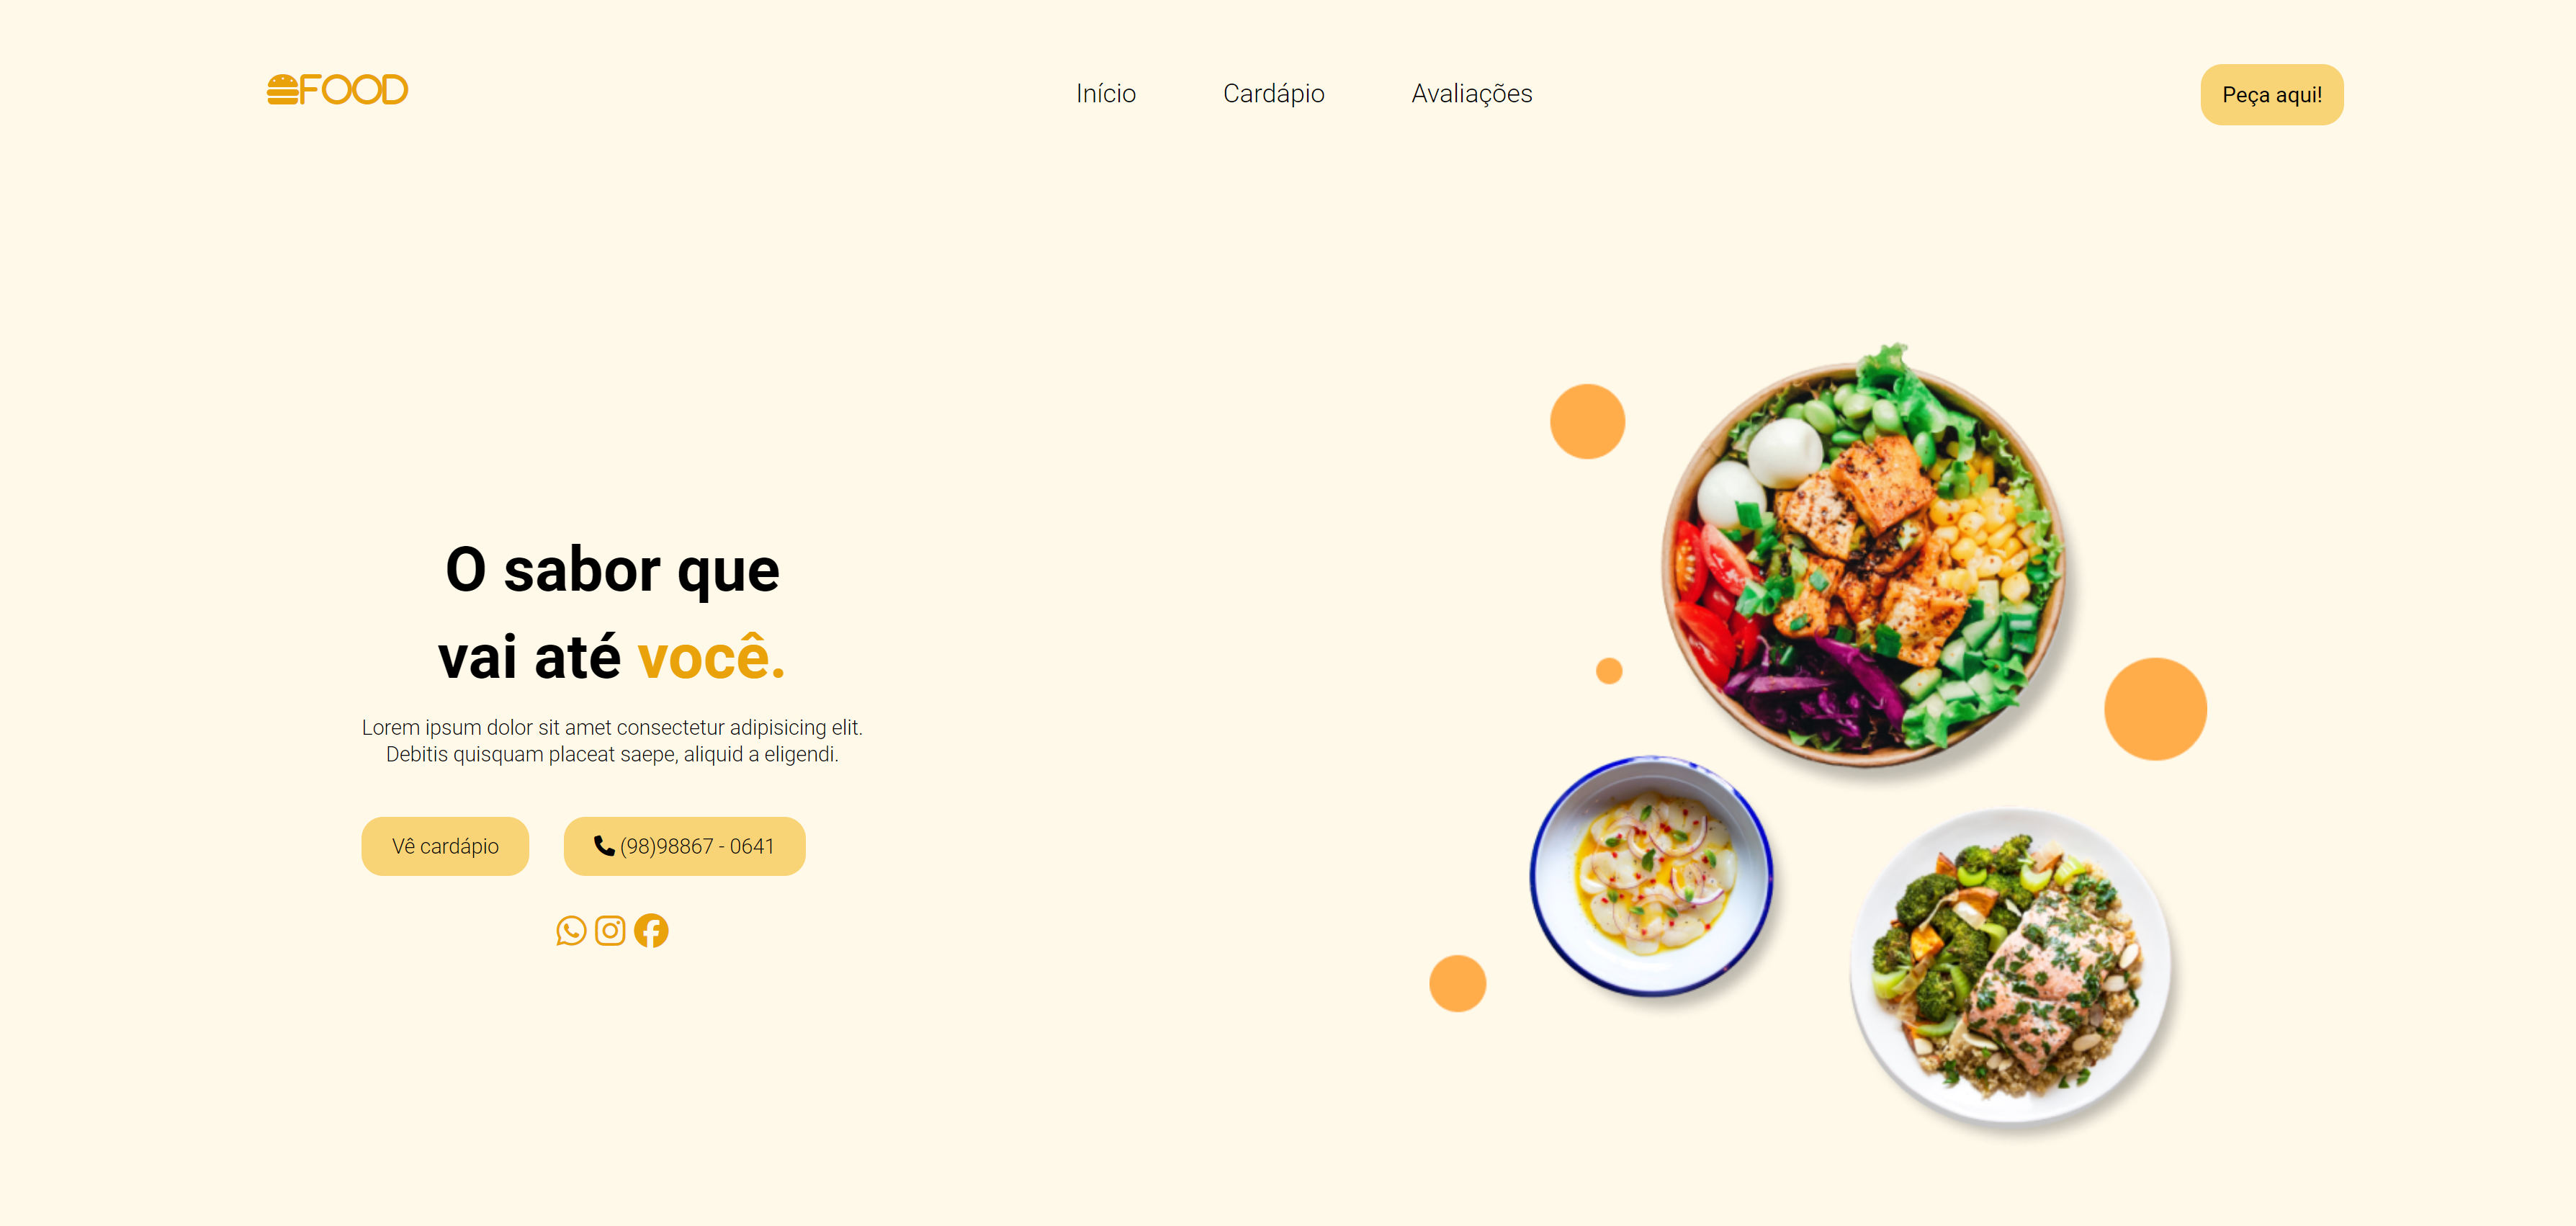 FOOD
Início
Cardápio
Avaliações
Peça aqui!
O sabor que
vai até você.
Lorem ipsum dolor sit amet consectetur adipisicing elit.
Debitis quisquam placeat saepe, aliquid a eligendi.
Vê cardápio
(98)98867 - 0641